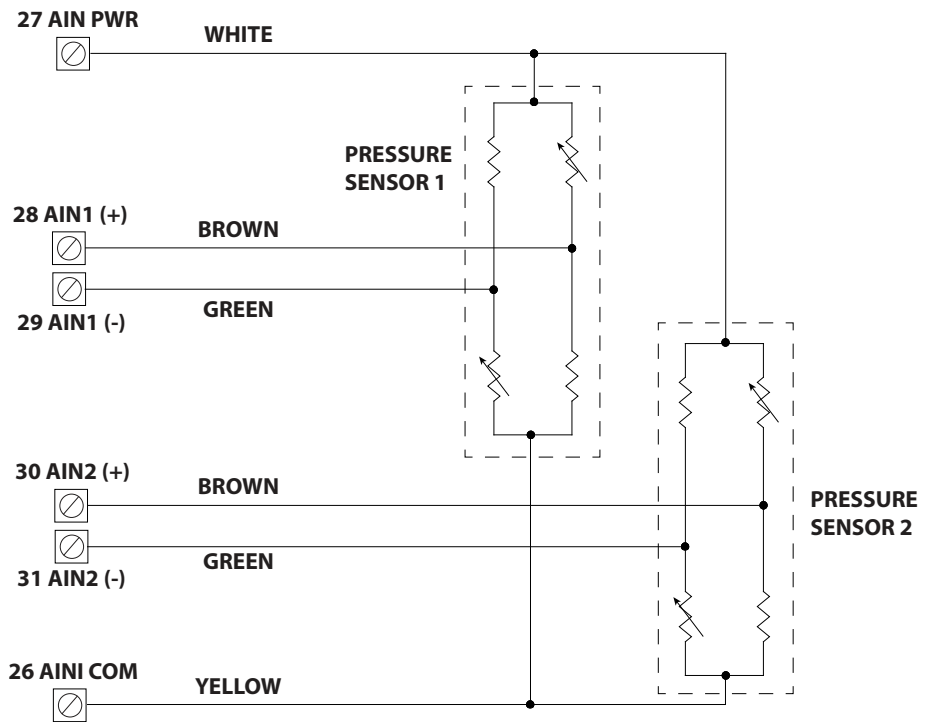 27 AIN PWR
WHITE
PRESSURE
SENSOR 1
28 AIN1 (+)
BROWN
GREEN
29 AIN1 (-)
30 AIN2 (+)
BROWN
PRESSURE
SENSOR 2
GREEN
31 AIN2 (-)
26 AINI COM
YELLOW